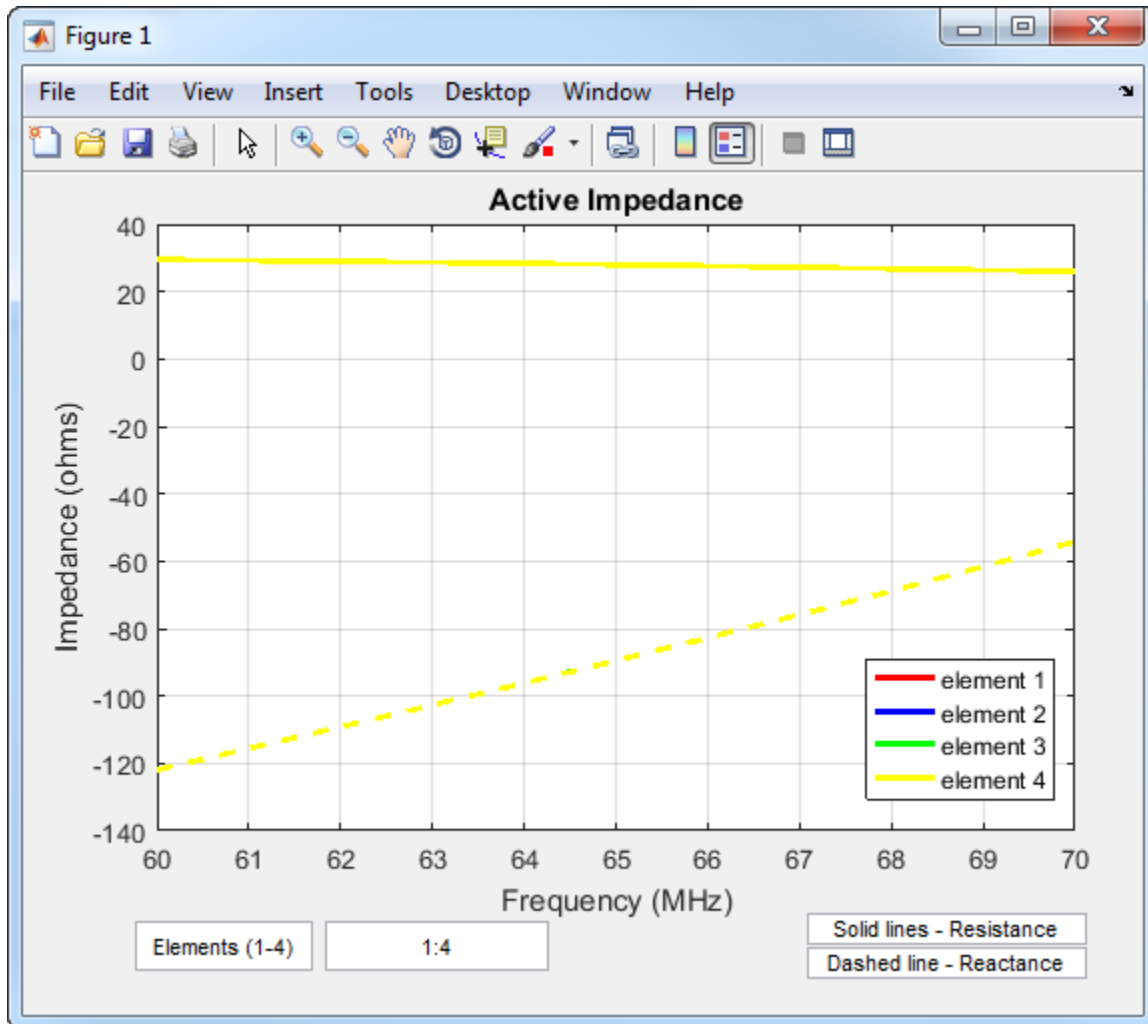 Figure 1
File Edit View Insert Tools Desktop Window Help
Active Impedance
40
20
0
-20
-40
-60
-80
-100
-120
-140
Impedance (ohms)
60 61 62 63 64 65 66 67 68 69 70
Frequency (MHz)
element 1
element 2
element 3
element 4
Elements (1-4)
1:4
Solid lines - Resistance
Dashed line - Reactance